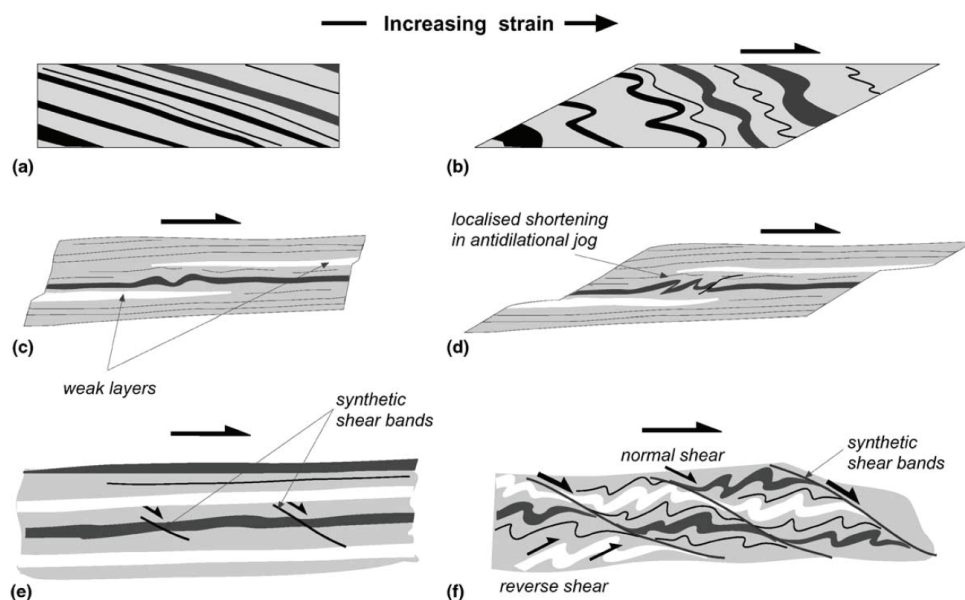 Increasing strain
(a)
(b)
localised shortening
in antidilational jog
(c)
(d)
weak layers
synthetic
shear bands
normal shear
synthetic
shear bands
(e)
(f)
reverse shear